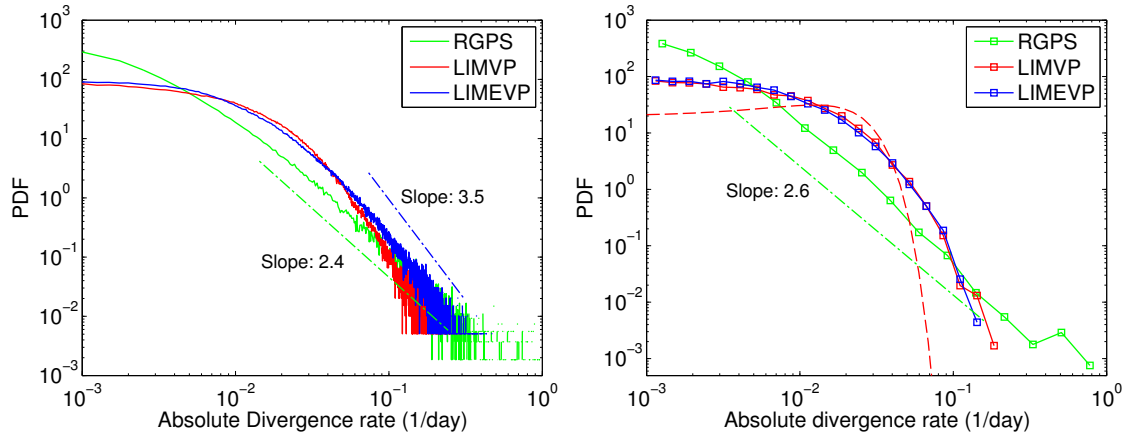 10^3
10^2
10^1
10^0
10^-1
10^-2
10^-3
PDF
RGPS
LIMVP
LIMEVP
Slope: 3.5
Slope: 2.4
10^-3
10^-2
10^-1
10^0
Absolute Divergence rate (1/day)
10^3
10^2
10^1
10^0
10^-1
10^-2
10^-3
PDF
RGPS
LIMVP
LIMEVP
Slope: 2.6
10^-3
10^-2
10^-1
10^0
Absolute divergence rate (1/day)